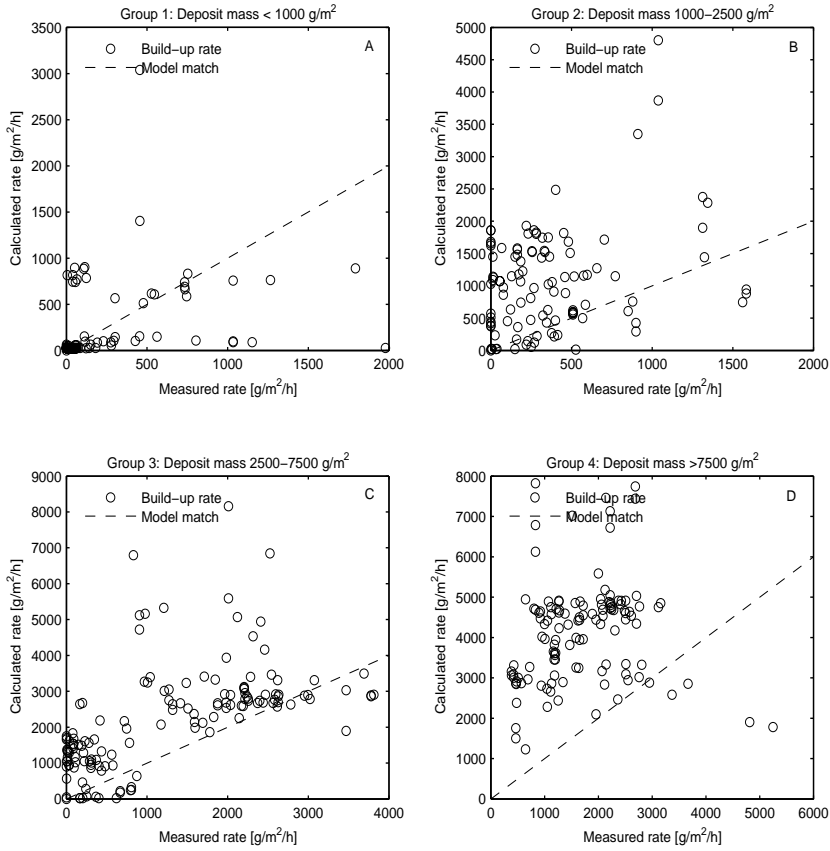 Group 1: Deposit mass < 1000 g/m²
A
Build−up rate
Model match
3500
3000
2500
2000
1500
1000
500
0
Calculated rate [g/m²/h]
0 500 1000 1500 2000
Measured rate [g/m²/h]
Group 2: Deposit mass 1000−2500 g/m²
B
Build−up rate
Model match
5000
4500
4000
3500
3000
2500
2000
1500
1000
500
0
Calculated rate [g/m²/h]
0 500 1000 1500 2000
Measured rate [g/m²/h]
Group 3: Deposit mass 2500−7500 g/m²
C
Build−up rate
Model match
9000
8000
7000
6000
5000
4000
3000
2000
1000
0
Calculated rate [g/m²/h]
0 1000 2000 3000 4000
Measured rate [g/m²/h]
Group 4: Deposit mass >7500 g/m²
D
Build−up rate
Model match
8000
7000
6000
5000
4000
3000
2000
1000
0
Calculated rate [g/m²/h]
0 1000 2000 3000 4000 5000 6000
Measured rate [g/m²/h]